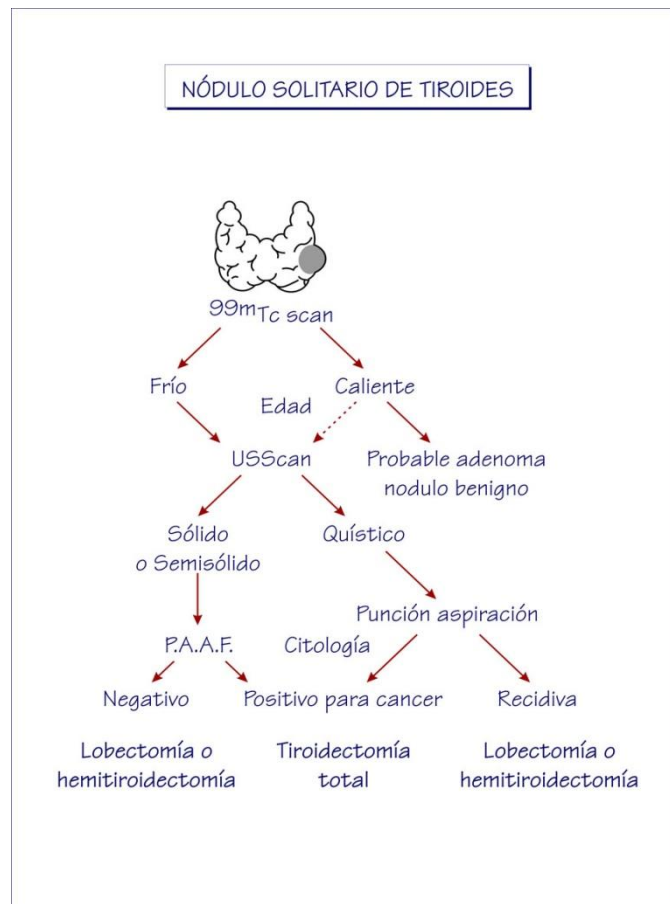 NÓDULO SOLITARIO DE TIROIDES
99mTc scan
Frío
Caliente
Edad
USScan
Probable adenoma
nodulo benigno
Sólido
o Semisólido
Quístico
Punción aspiración
P.A.A.F.
Citología
Negativo
Positivo para cancer
Recidiva
Lobectomía o
hemitiroidectomía
Tiroidectomía
total
Lobectomía o
hemitiroidectomía